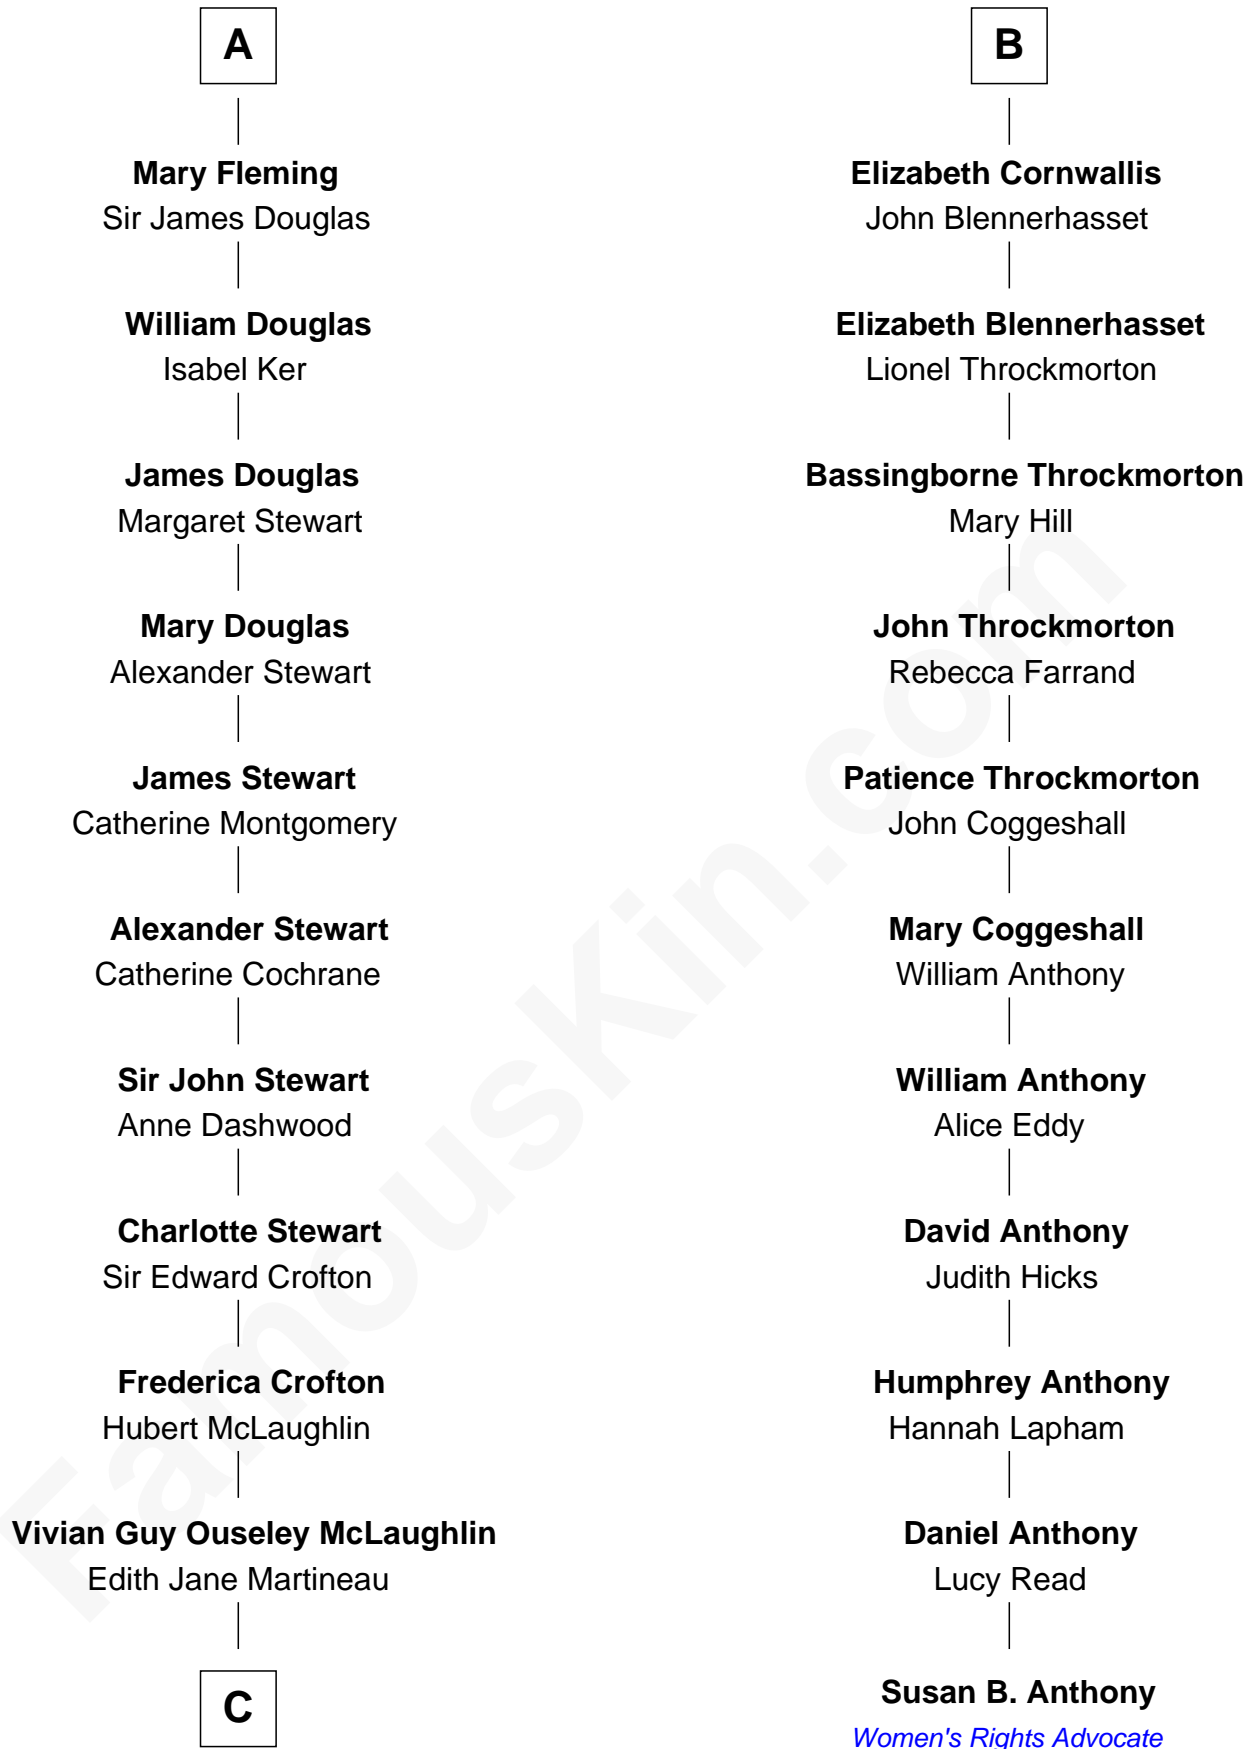 A
Mary Fleming
Sir James Douglas
William Douglas
Isabel Ker
James Douglas
Margaret Stewart
Mary Douglas
Alexander Stewart
James Stewart
Catherine Montgomery
Alexander Stewart
Catherine Cochrane
Sir John Stewart
Anne Dashwood
Charlotte Stewart
Sir Edward Crofton
Frederica Crofton
Hubert McLaughlin
Vivian Guy Ouseley McLaughlin
Edith Jane Martineau
C
B
Elizabeth Cornwallis
John Blennerhasset
Elizabeth Blennerhasset
Lionel Throckmorton
Bassingborne Throckmorton
Mary Hill
John Throckmorton
Rebecca Farrand
Patience Throckmorton
John Coggeshall
Mary Coggeshall
William Anthony
William Anthony
Alice Eddy
David Anthony
Judith Hicks
Humphrey Anthony
Hannah Lapham
Daniel Anthony
Lucy Read
Susan B. Anthony
Women's Rights Advocate
FamousKin.com